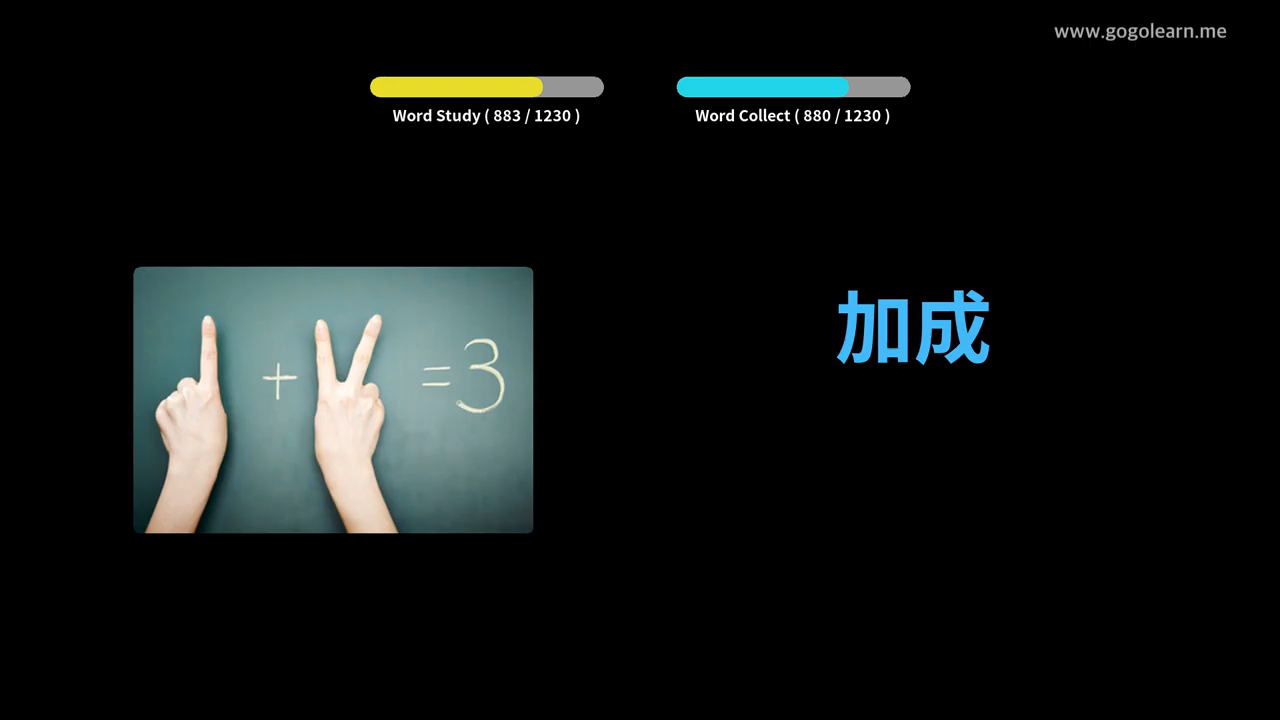 www.gogolearn.me
Word Study ( 883 / 1230 )
Word Collect ( 880 / 1230 )
加成
+ = 3